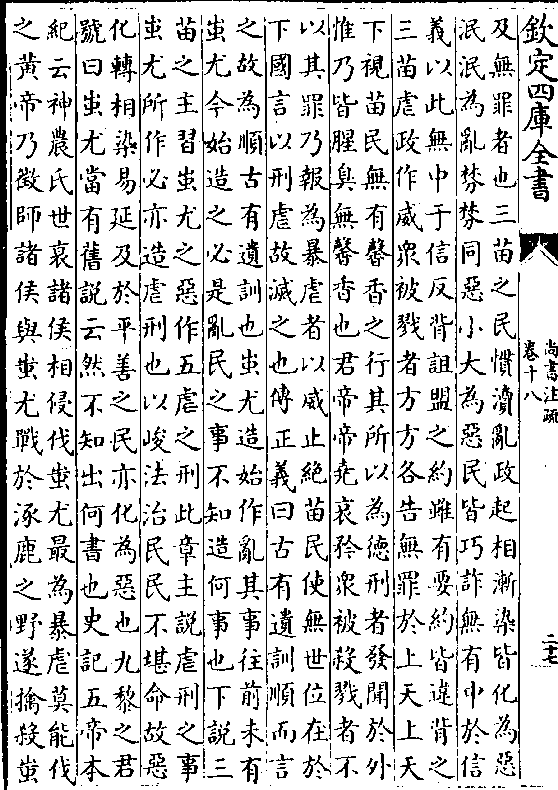 欽定四庫全書
尚書注疏
卷十八
二十七
及無罪者也三苗之民慣瀆亂政起相漸染皆化為惡
泯泯為亂棼棼同惡小大為惡民皆巧詐無有中於信
義以此無中于信反背詛盟之約雖有要約皆違背之
三苗虐政作威衆被戮者方方各告無罪於上天上天
下視苗民無有馨香之行其所以為德刑者發聞於外
惟乃皆腥臭無馨香也君帝帝堯哀矜衆被殺戮者不
以其罪乃報為暴虐者以威止絶苗民使無世位在於
下國言以刑虐故滅之也傳正義曰古有遺訓順而言
之故為順古有遺訓也蚩尤造始作亂其事往前未有
蚩尤今始造之必是亂民之事不知造何事也下說三
苗之主習蚩尤之惡作五虐之刑此章主說虐刑之事
蚩尤所作必亦造虐刑也以峻法治民民不堪命故惡
化轉相染易延及於平善之民亦化為惡也九黎之君
號曰蚩尤當有舊說云然不知出何書也史記五帝本
紀云神農氏世衰諸侯相侵伐蚩尤最為暴虐莫能伐
之黄帝乃徵師諸侯與蚩尤戰於涿鹿之野遂擒殺蚩